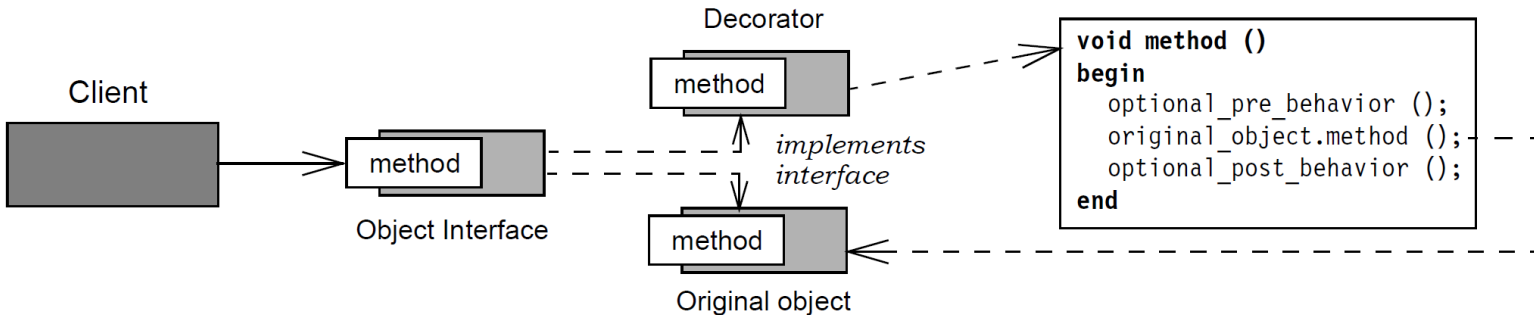 Client
method
Object Interface
Decorator
method
implements
interface
method
Original object
void method ()
begin
optional_pre_behavior ();
original_object.method ();
optional_post_behavior ();
end